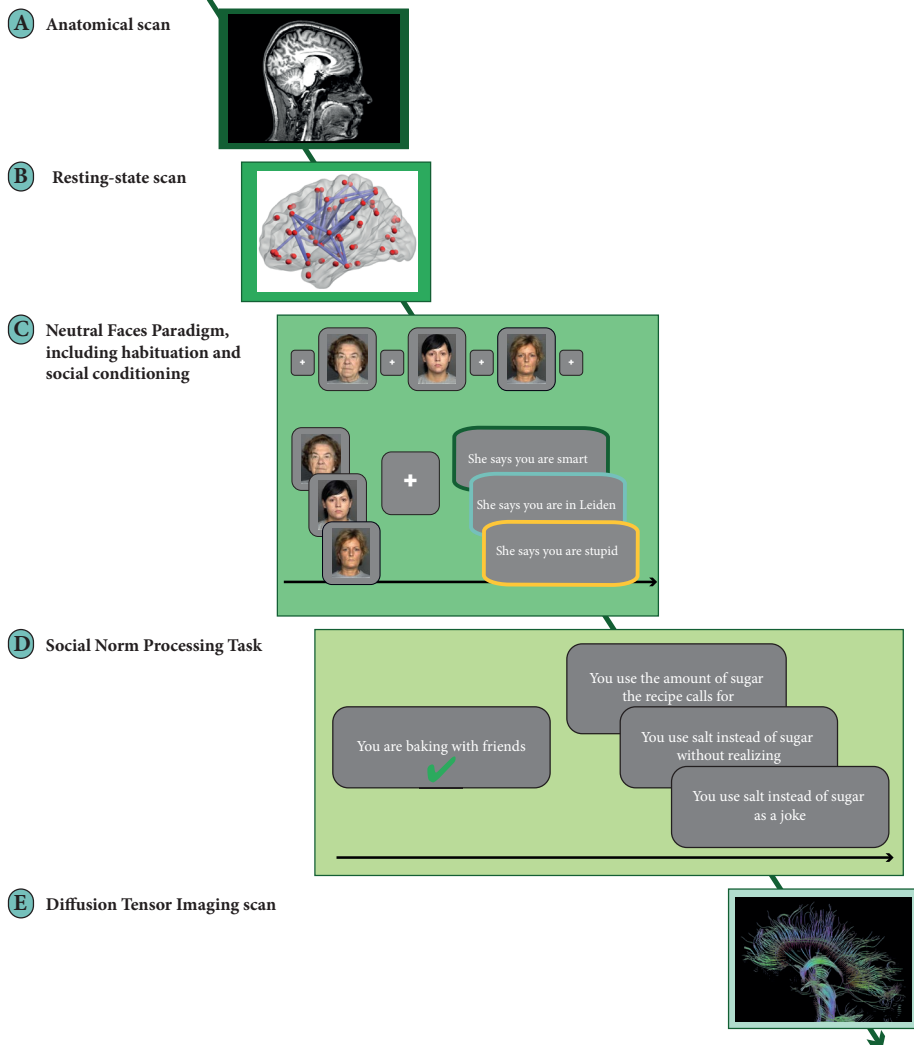 A Anatomical scan
B Resting-state scan
C Neutral Faces Paradigm,
including habituation and
social conditioning
She says you are smart
She says you are in Leiden
She says you are stupid
D Social Norm Processing Task
You use the amount of sugar
the recipe calls for
You are baking with friends
You use salt instead of sugar
without realizing
You use salt instead of sugar
as a joke
E Diffusion Tensor Imaging scan